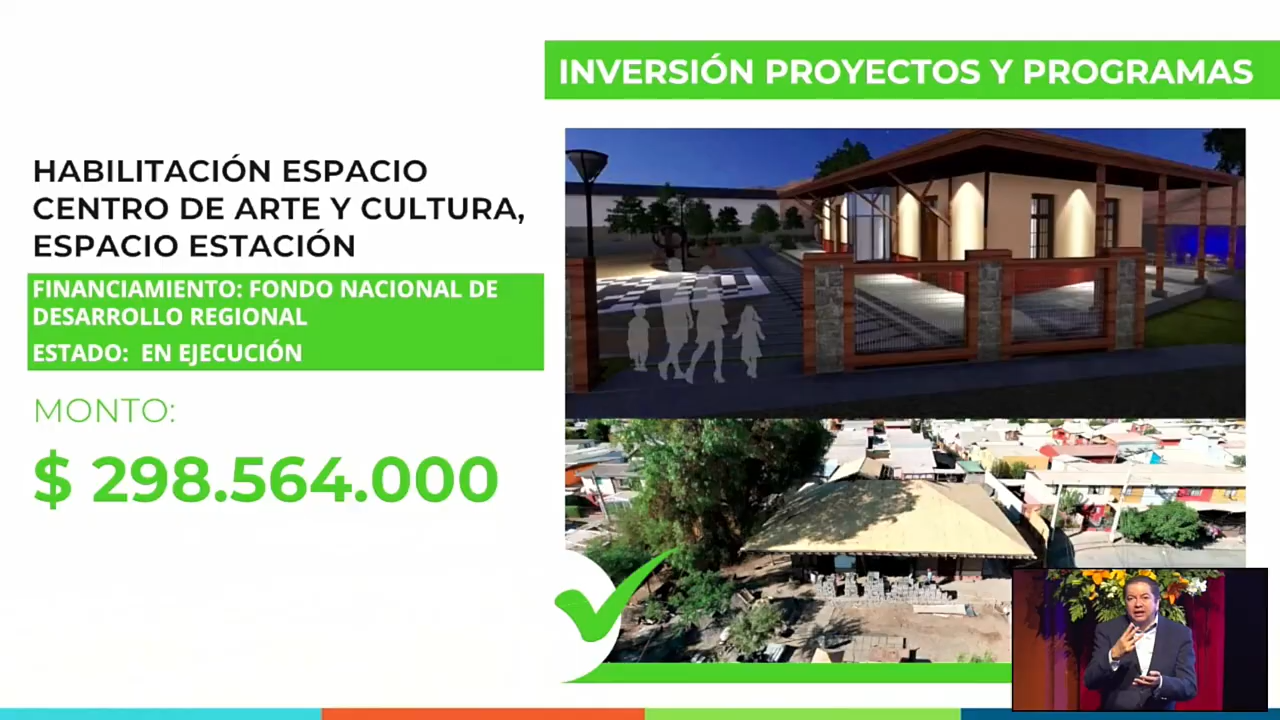 INVERSIÓN PROYECTOS Y PROGRAMAS
HABILITACIÓN ESPACIO
CENTRO DE ARTE Y CULTURA,
ESPACIO ESTACIÓN
FINANCIAMIENTO: FONDO NACIONAL DE
DESARROLLO REGIONAL
ESTADO: EN EJECUCIÓN
MONTO:
$ 298.564.000